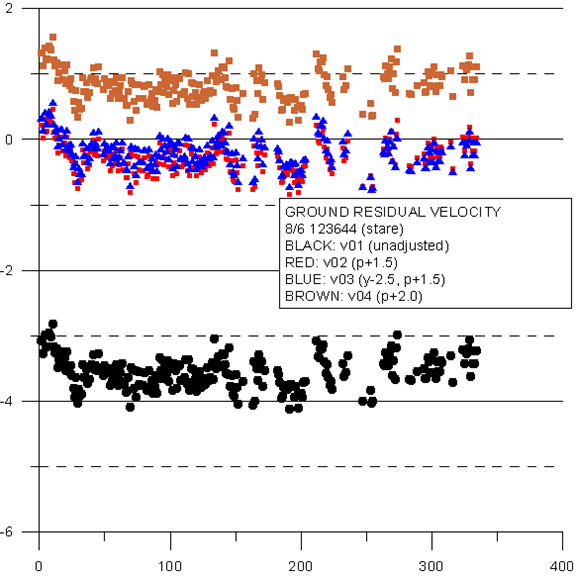 2
0
-2
-4
-6
GROUND RESIDUAL VELOCITY
8/6 123644 (stare)
BLACK: v01 (unadjusted)
RED: v02 (p+1.5)
BLUE: v03 (y-2.5, p+1.5)
BROWN: v04 (p+2.0)
0 100 200 300 400